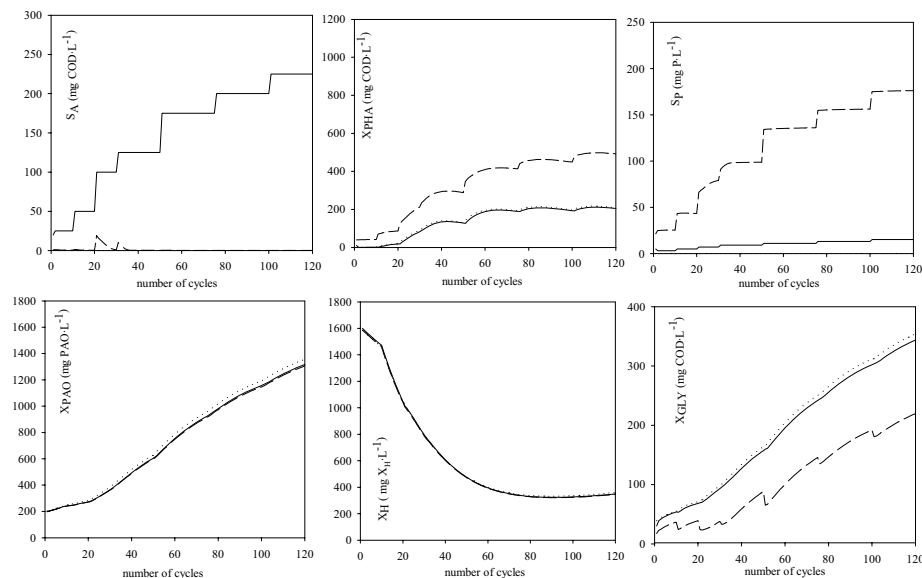 300
250
200
150
100
50
0
S_A (mg COD·L⁻¹)
0 20 40 60 80 100 120
number of cycles
1200
1000
800
600
400
200
0
X_PHA (mg COD·L⁻¹)
0 20 40 60 80 100 120
number of cycles
250
200
150
100
50
0
S_P (mg P·L⁻¹)
0 20 40 60 80 100 120
number of cycles
1800
1600
1400
1200
1000
800
600
400
200
0
X_PAO (mg PAO·L⁻¹)
0 20 40 60 80 100 120
number of cycles
1800
1600
1400
1200
1000
800
600
400
200
0
X_H ( mg X_H·L⁻¹)
0 20 40 60 80 100 120
number of cycles
400
300
200
100
0
X_GLY (mg COD·L⁻¹)
0 20 40 60 80 100 120
number of cycles